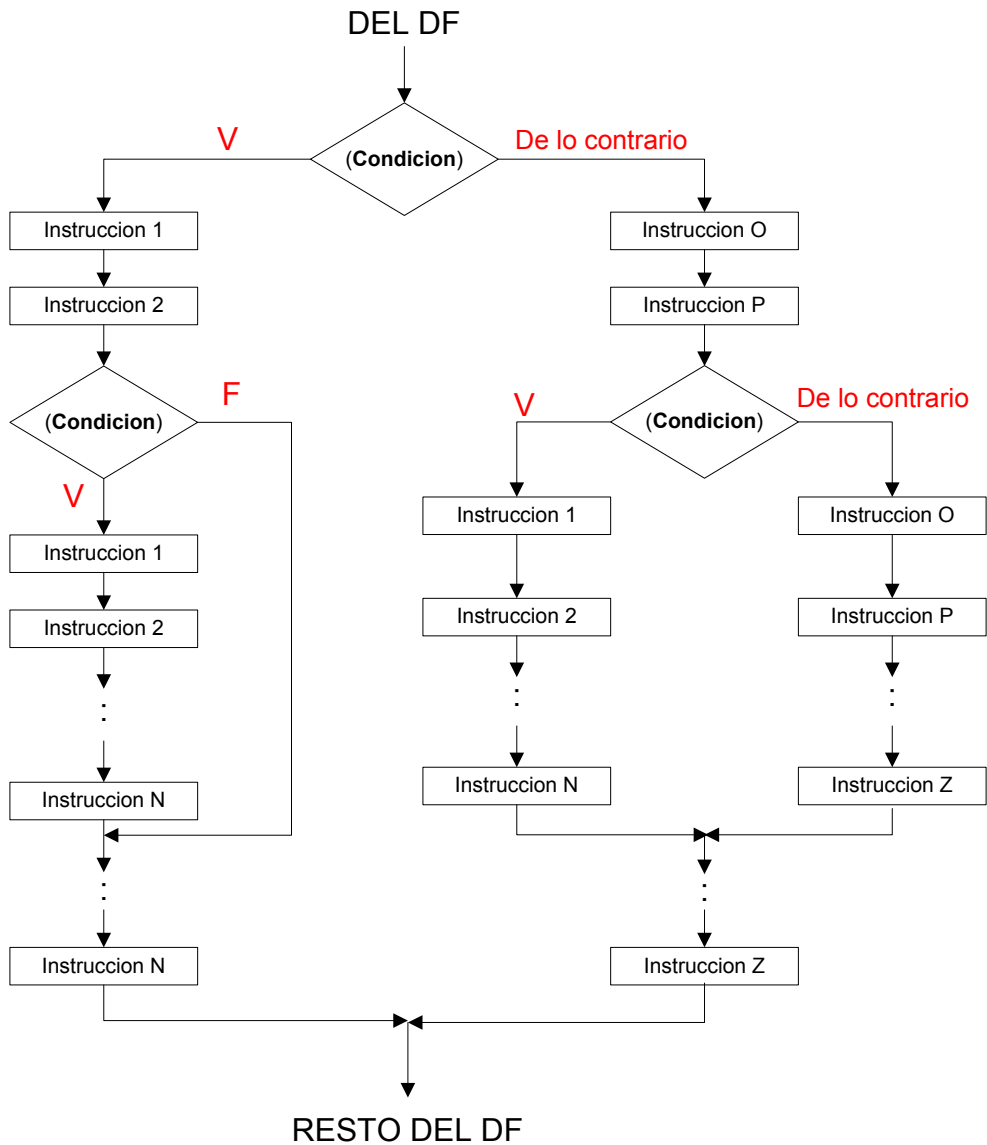 DEL DF
V
(Condicion)
De lo contrario
Instruccion 1
Instruccion O
Instruccion 2
Instruccion P
(Condicion)
F
V
V
(Condicion)
De lo contrario
Instruccion 1
Instruccion O
Instruccion 1
Instruccion 2
Instruccion P
Instruccion 2
:
:
:
Instruccion N
Instruccion Z
Instruccion N
:
:
Instruccion N
Instruccion Z
RESTO DEL DF